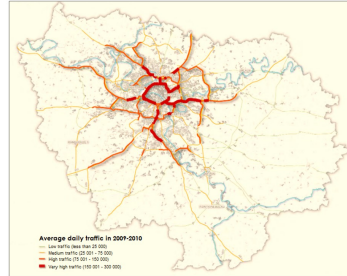 Average daily traffic in 2009-2010
Low traffic (less than 25 000)
Medium traffic (25 001 - 75 000)
High traffic (75 001 - 150 000)
Very high traffic (150 001 - 300 000)